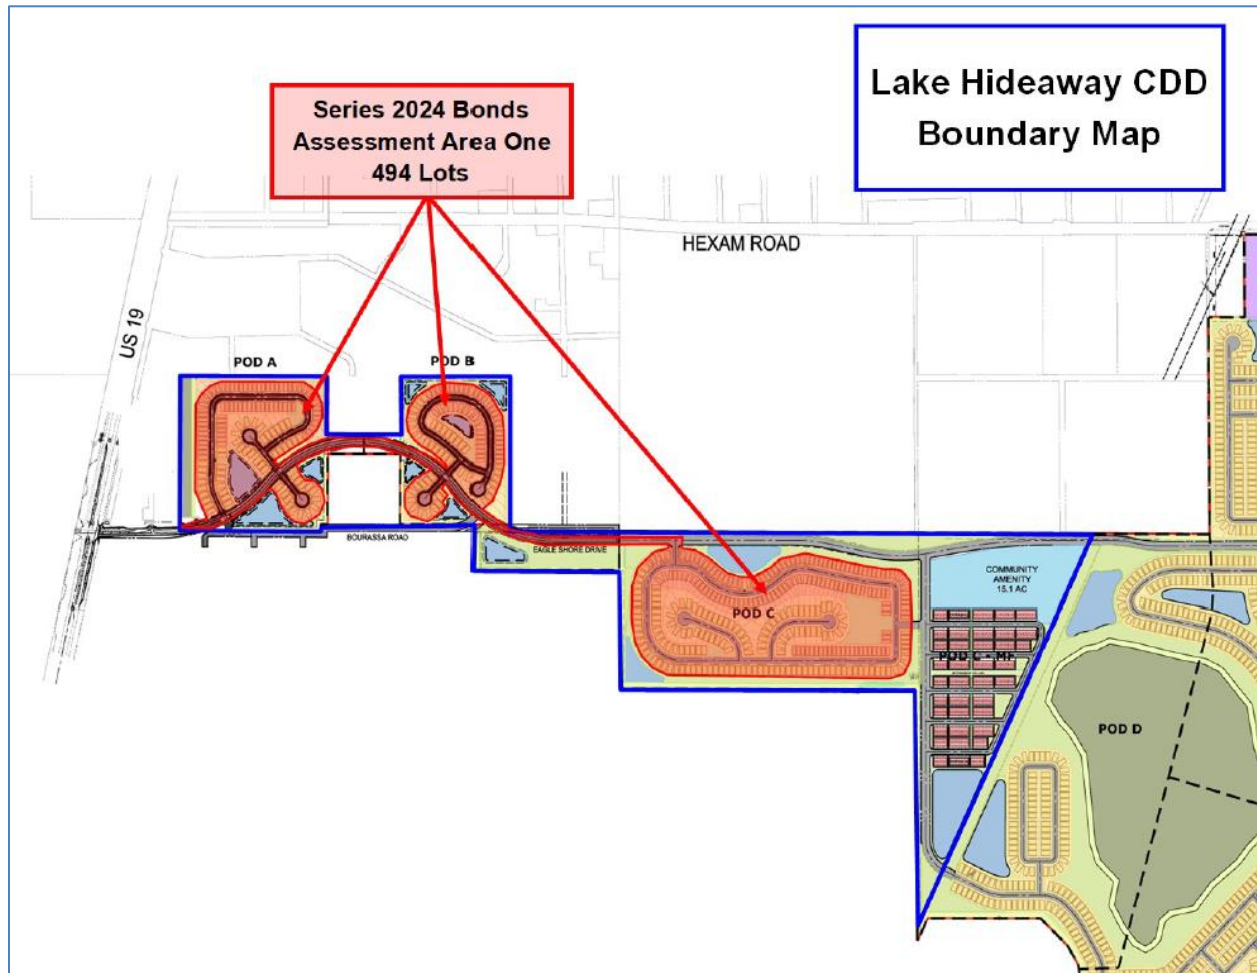 Lake Hideaway CDD
Boundary Map
Series 2024 Bonds
Assessment Area One
494 Lots
HEXAM ROAD
US 19
POD A
POD B
BOURASSA ROAD
EAGLE SHORE DRIVE
COMMUNITY
AMENITY
15.1 AC
POD C
POD C - MF
POD D